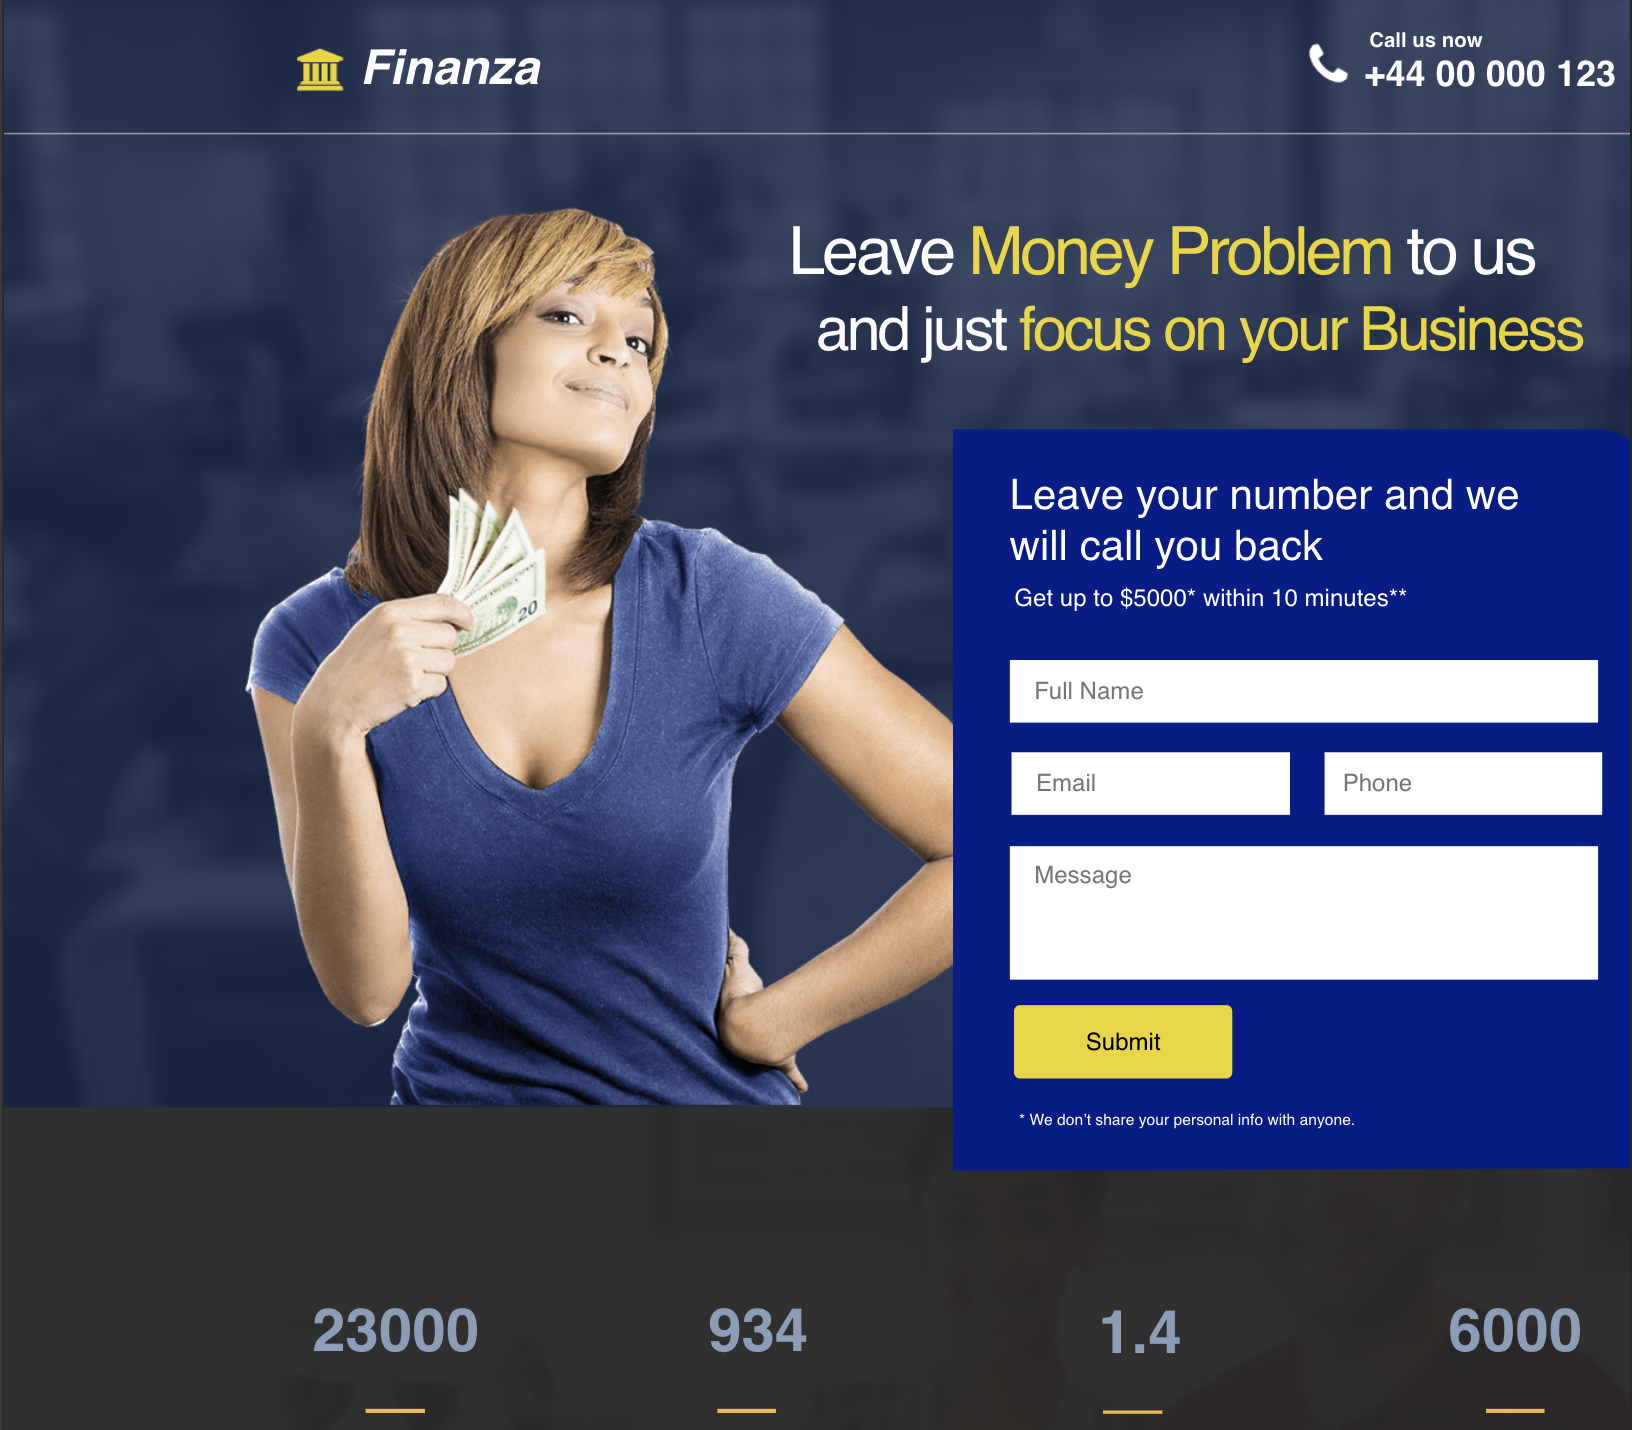 Finanza
Call us now
+44 00 000 123
Leave Money Problem to us
and just focus on your Business
Leave your number and we
will call you back
Get up to $5000* within 10 minutes**
20
Full Name
Email
Phone
Message
Submit
* We don't share your personal info with anyone.
23000
934
1.4
6000